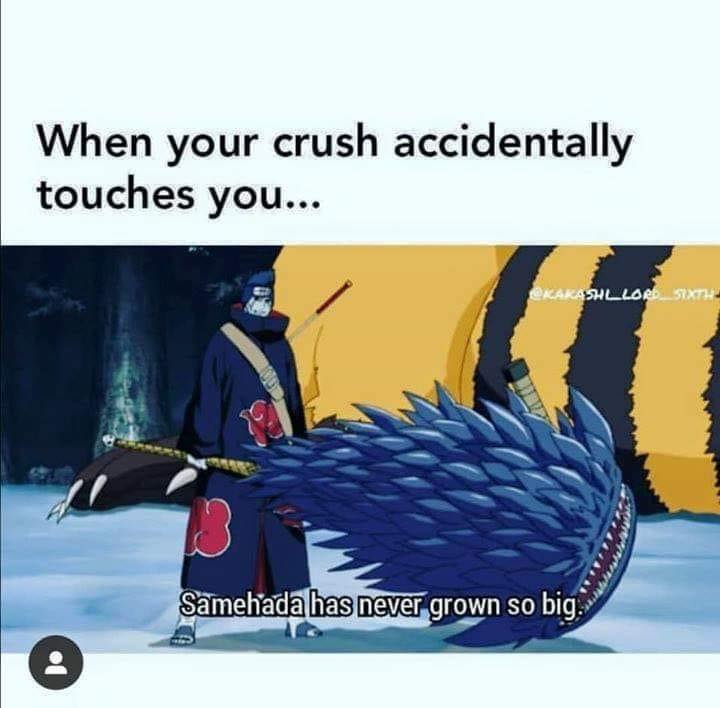 When your crush accidentally
touches you...
@KAKASHI_LORD_SIXTH
Samehada has never grown so big.